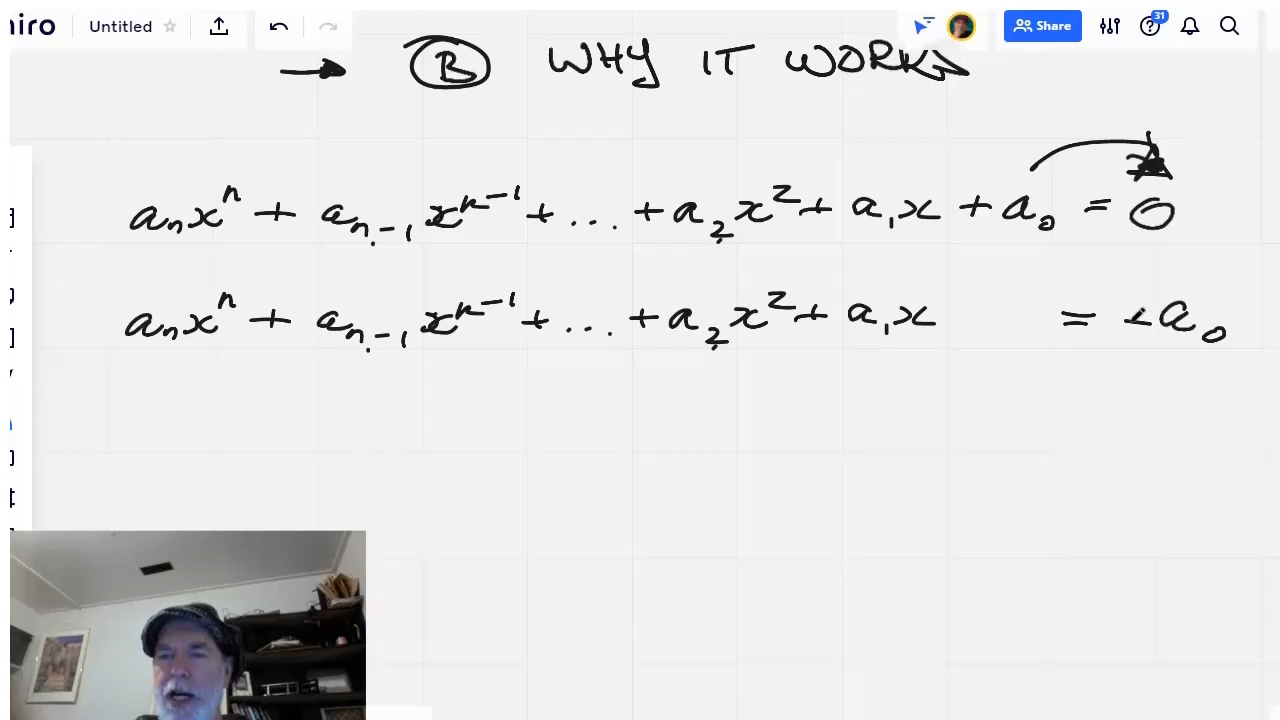 niro Untitled Share 31
→ Ⓑ WHY IT WORKS
aₙxⁿ + aₙ₋₁xⁿ⁻¹ + ... + a₂x² + a₁x + a₀ = 0
aₙxⁿ + aₙ₋₁xⁿ⁻¹ + ... + a₂x² + a₁x = -a₀